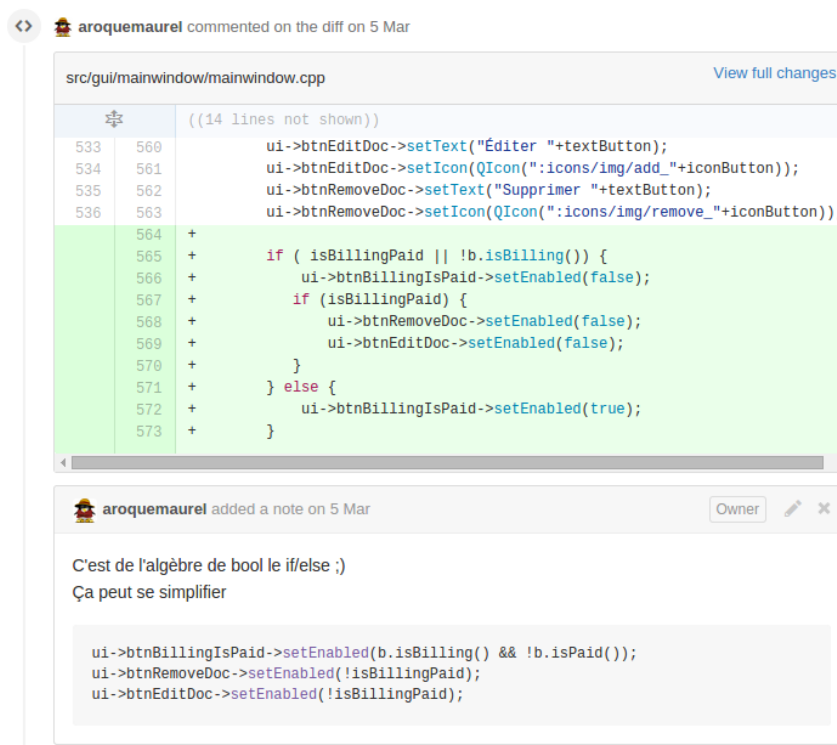 <> aroquemaurel commented on the diff on 5 Mar
src/gui/mainwindow/mainwindow.cpp View full changes
((14 lines not shown))
533 560 ui->btnEditDoc->setText("Éditer "+textButton);
534 561 ui->btnEditDoc->setIcon(QIcon(":icons/img/add_"+iconButton));
535 562 ui->btnRemoveDoc->setText("Supprimer "+textButton);
536 563 ui->btnRemoveDoc->setIcon(QIcon(":icons/img/remove_"+iconButton))
564 +
565 + if ( isBillingPaid || !b.isBilling()) {
566 + ui->btnBillingIsPaid->setEnabled(false);
567 + if (isBillingPaid) {
568 + ui->btnRemoveDoc->setEnabled(false);
569 + ui->btnEditDoc->setEnabled(false);
570 + }
571 + } else {
572 + ui->btnBillingIsPaid->setEnabled(true);
573 + }
aroquemaurel added a note on 5 Mar Owner
C'est de l'algèbre de bool le if/else ;)
Ça peut se simplifier
ui->btnBillingIsPaid->setEnabled(b.isBilling() && !b.isPaid());
ui->btnRemoveDoc->setEnabled(!isBillingPaid);
ui->btnEditDoc->setEnabled(!isBillingPaid);